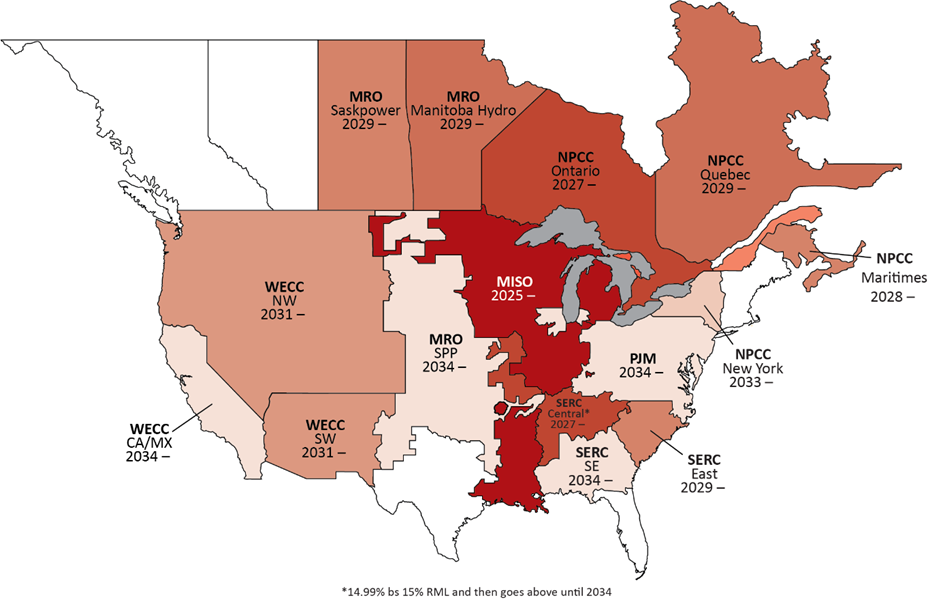 MRO
Saskpower
2029 –
MRO
Manitoba Hydro
2029 –
NPCC
Ontario
2027 –
NPCC
Quebec
2029 –
NPCC
Maritimes
2028 –
WECC
NW
2031 –
MISO
2025 –
MRO
SPP
2034 –
PJM
2034 –
NPCC
New York
2033 –
WECC
CA/MX
2034 –
WECC
SW
2031 –
SERC
Central*
2027 –
SERC
SE
2034 –
SERC
East
2029 –
*14.99% bs 15% RML and then goes above until 2034